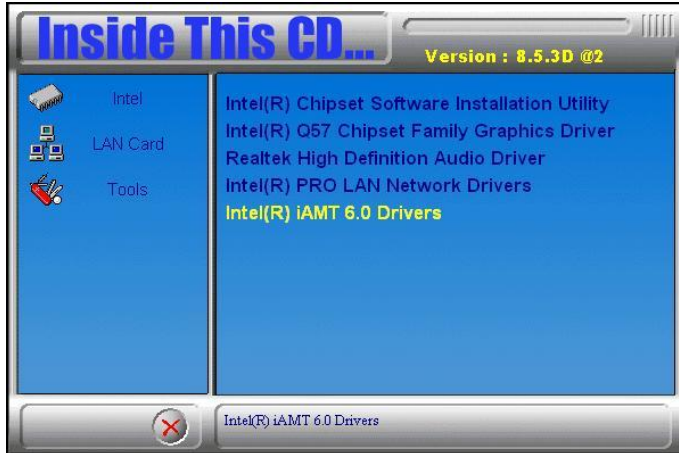 Inside This CD...
Version : 8.5.3D @2
Intel
LAN Card
Tools
Intel(R) Chipset Software Installation Utility
Intel(R) Q57 Chipset Family Graphics Driver
Realtek High Definition Audio Driver
Intel(R) PRO LAN Network Drivers
Intel(R) iAMT 6.0 Drivers
Intel(R) iAMT 6.0 Drivers